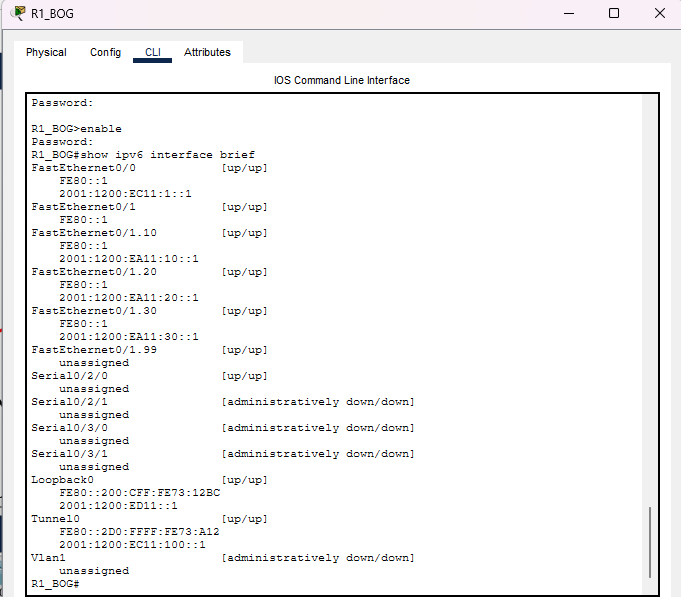 R1_BOG
Physical Config CLI Attributes
IOS Command Line Interface
Password:
R1_BOG>enable
Password:
R1_BOG#show ipv6 interface brief
FastEthernet0/0 [up/up]
FE80::1
2001:1200:EC11:1::1
FastEthernet0/1 [up/up]
FE80::1
FastEthernet0/1.10 [up/up]
FE80::1
2001:1200:EA11:10::1
FastEthernet0/1.20 [up/up]
FE80::1
2001:1200:EA11:20::1
FastEthernet0/1.30 [up/up]
FE80::1
2001:1200:EA11:30::1
FastEthernet0/1.99 [up/up]
unassigned
Serial0/2/0 [up/up]
unassigned
Serial0/2/1 [administratively down/down]
unassigned
Serial0/3/0 [administratively down/down]
unassigned
Serial0/3/1 [administratively down/down]
unassigned
Loopback0 [up/up]
FE80::200:CFF:FE73:12BC
2001:1200:ED11::1
Tunnel0 [up/up]
FE80::2D0:FFFF:FE73:A12
2001:1200:EC11:100::1
Vlan1 [administratively down/down]
unassigned
R1_BOG#